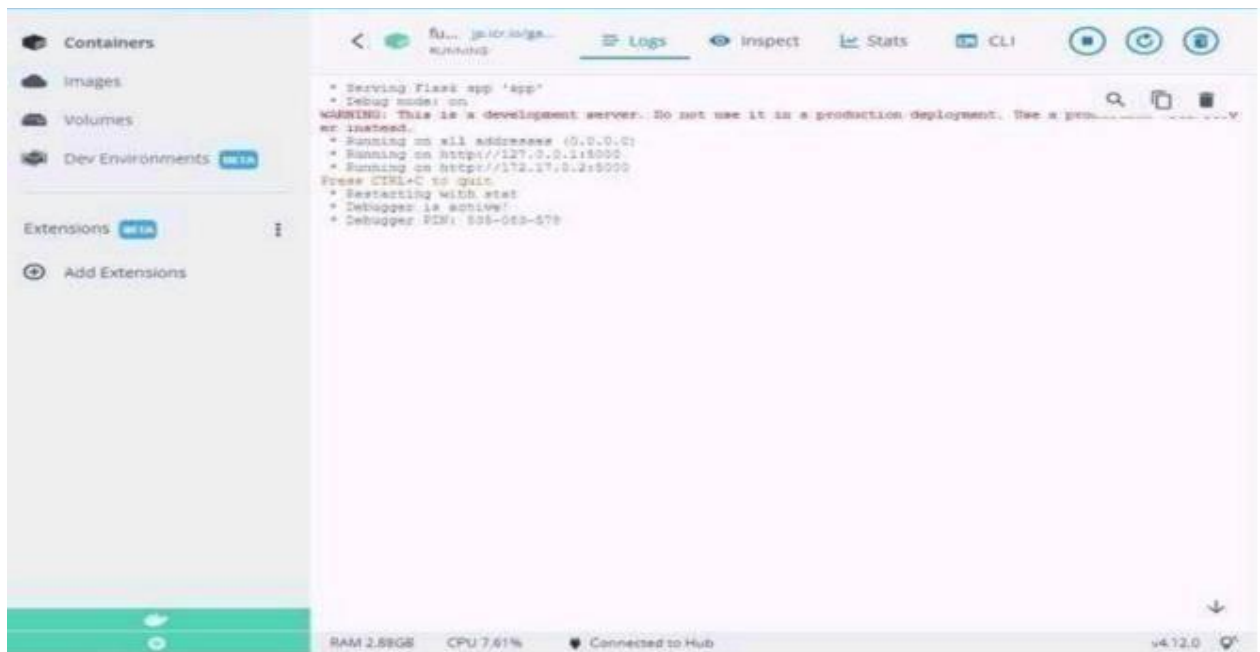 Containers
Images
Volumes
Dev Environments BETA
Extensions BETA
Add Extensions
fu...
RUNNING
Logs
Inspect
Stats
CLI
* Serving Flask app 'app'
* Debug mode: on
WARNING: This is a development server. Do not use it in a production deployment. Use a
er instead.
* Running on all addresses (0.0.0.0)
* Running on http://127.0.0.1:5000
* Running on http://172.17.0.2:5000
Press CTRL+C to quit
* Restarting with stat
* Debugger is active!
* Debugger PIN:
RAM 2.88GB CPU 7.61% Connected to Hub v4.12.0